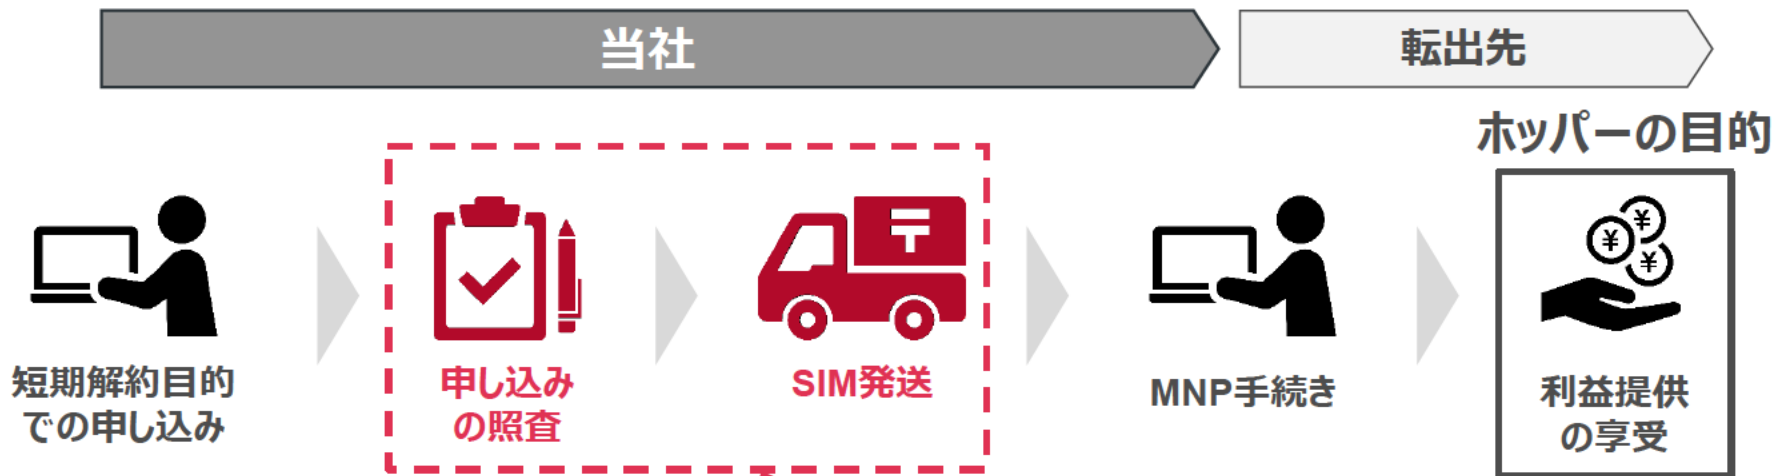 当社
転出先
ホッパーの目的
短期解約目的
での申し込み
申し込み
の照査
〒
SIM発送
MNP手続き
¥
¥
¥
利益提供
の享受